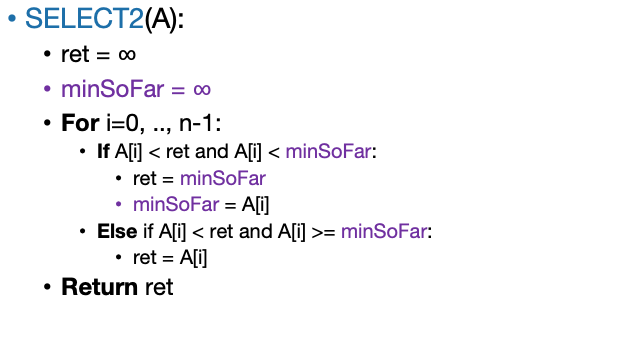 • SELECT2(A):
• ret = ∞
• minSoFar = ∞
• For i=0, .., n-1:
• If A[i] < ret and A[i] < minSoFar:
• ret = minSoFar
• minSoFar = A[i]
• Else if A[i] < ret and A[i] >= minSoFar:
• ret = A[i]
• Return ret